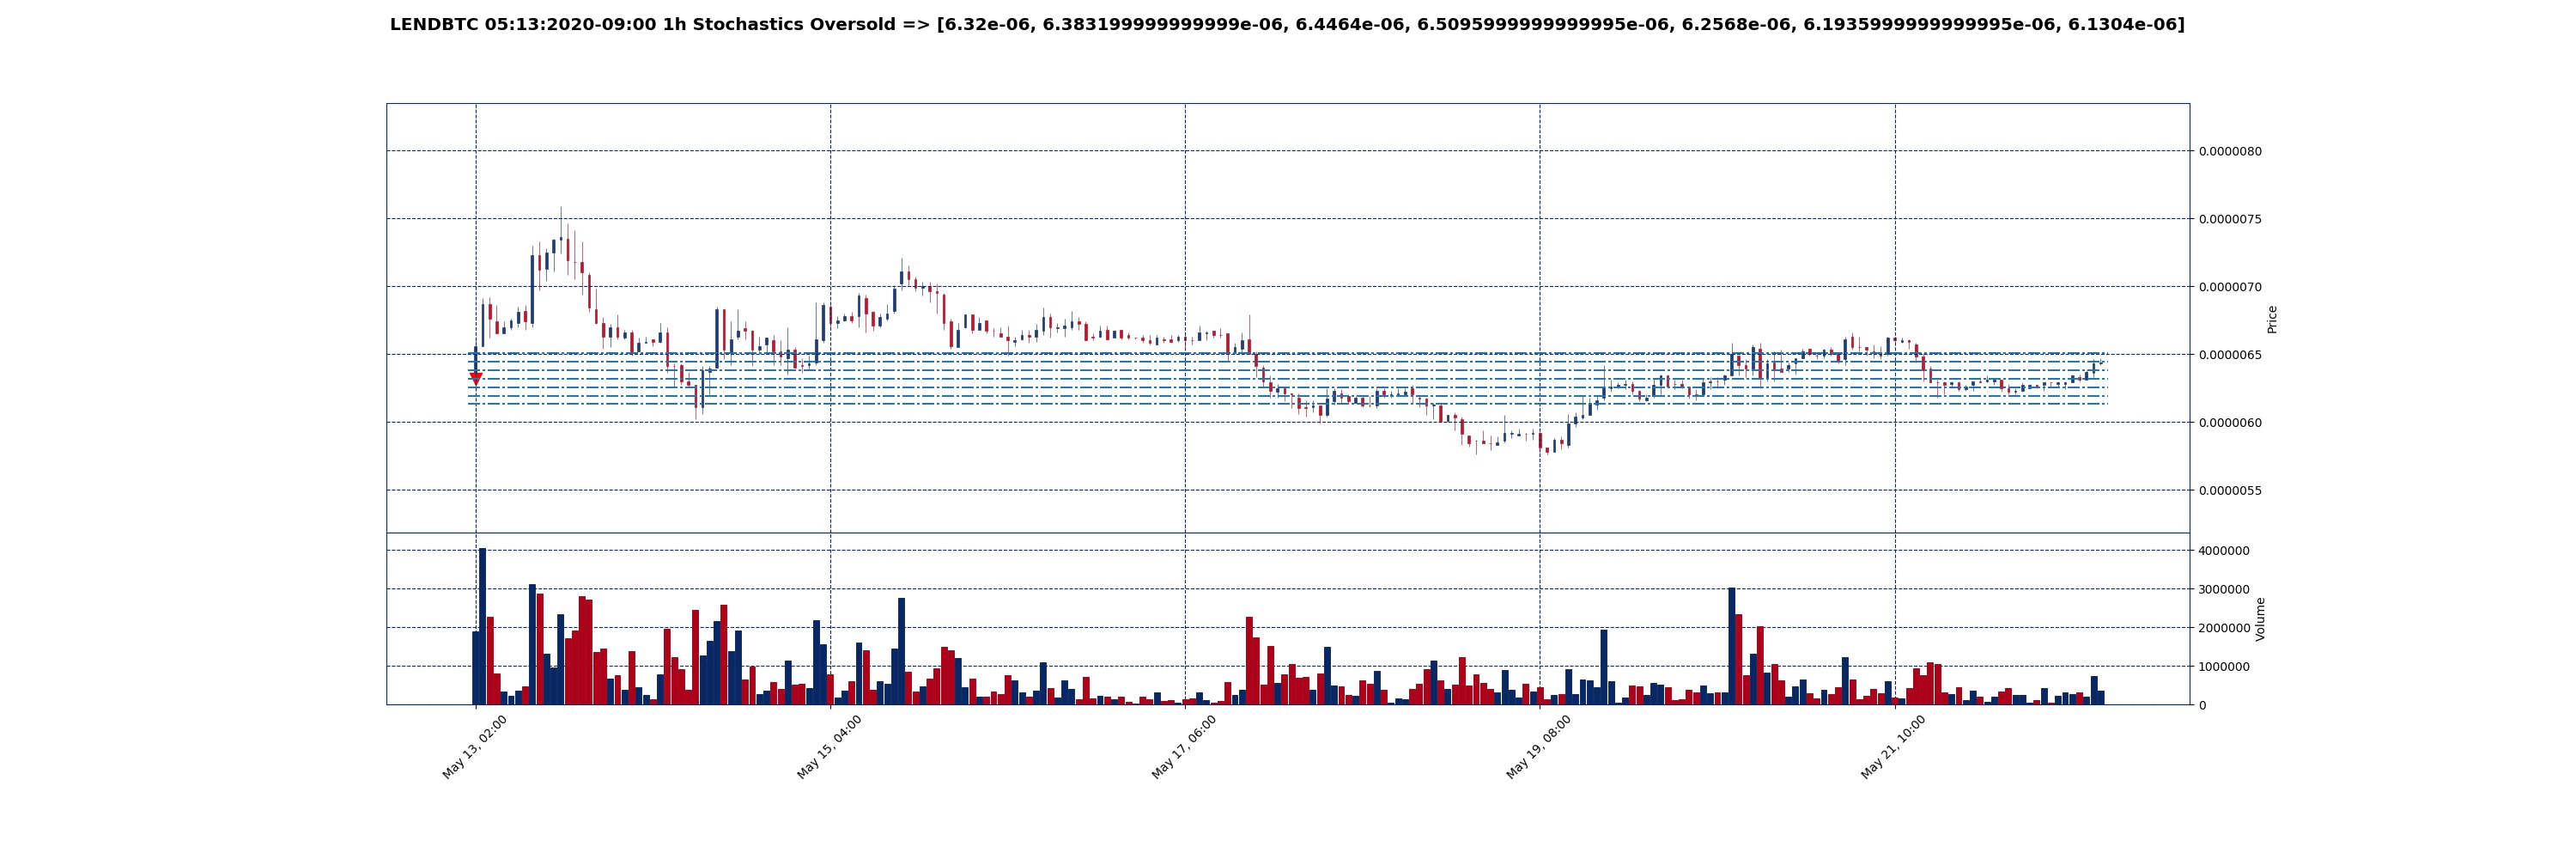 LENDBTC 05:13:2020-09:00 1h Stochastics Oversold => [6.32e-06, 6.383199999999999e-06, 6.4464e-06, 6.5095999999999995e-06, 6.2568e-06, 6.1935999999999995e-06, 6.1304e-06]
0.0000080
0.0000075
0.0000070
Price
0.0000065
0.0000060
0.0000055
4000000
3000000
Volume
2000000
1000000
0
May 13, 02:00
May 15, 04:00
May 17, 06:00
May 19, 08:00
May 21, 10:00